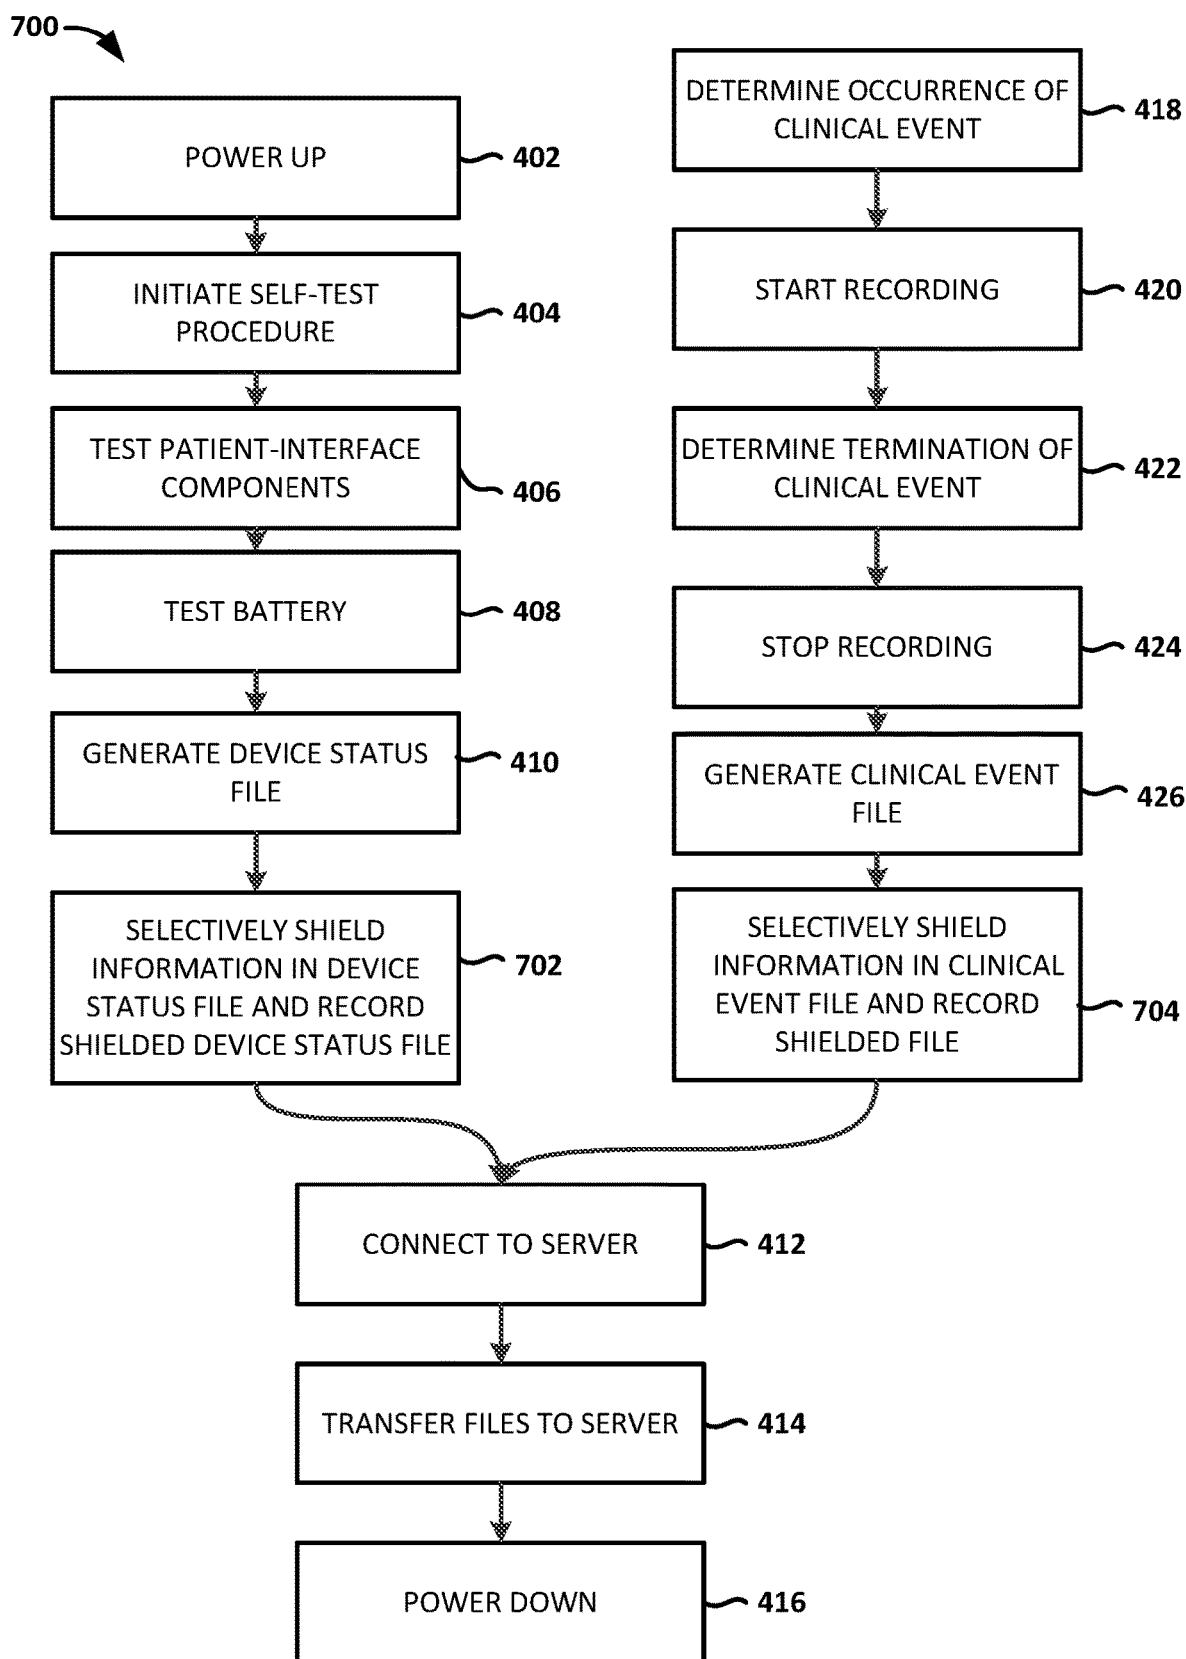 700
POWER UP
402
INITIATE SELF-TEST
PROCEDURE
404
TEST PATIENT-INTERFACE
COMPONENTS
406
TEST BATTERY
408
GENERATE DEVICE STATUS
FILE
410
SELECTIVELY SHIELD
INFORMATION IN DEVICE
STATUS FILE AND RECORD
SHIELDED DEVICE STATUS FILE
702
DETERMINE OCCURRENCE OF
CLINICAL EVENT
418
START RECORDING
420
DETERMINE TERMINATION OF
CLINICAL EVENT
422
STOP RECORDING
424
GENERATE CLINICAL EVENT
FILE
426
SELECTIVELY SHIELD
INFORMATION IN CLINICAL
EVENT FILE AND RECORD
SHIELDED FILE
704
CONNECT TO SERVER
412
TRANSFER FILES TO SERVER
414
POWER DOWN
416